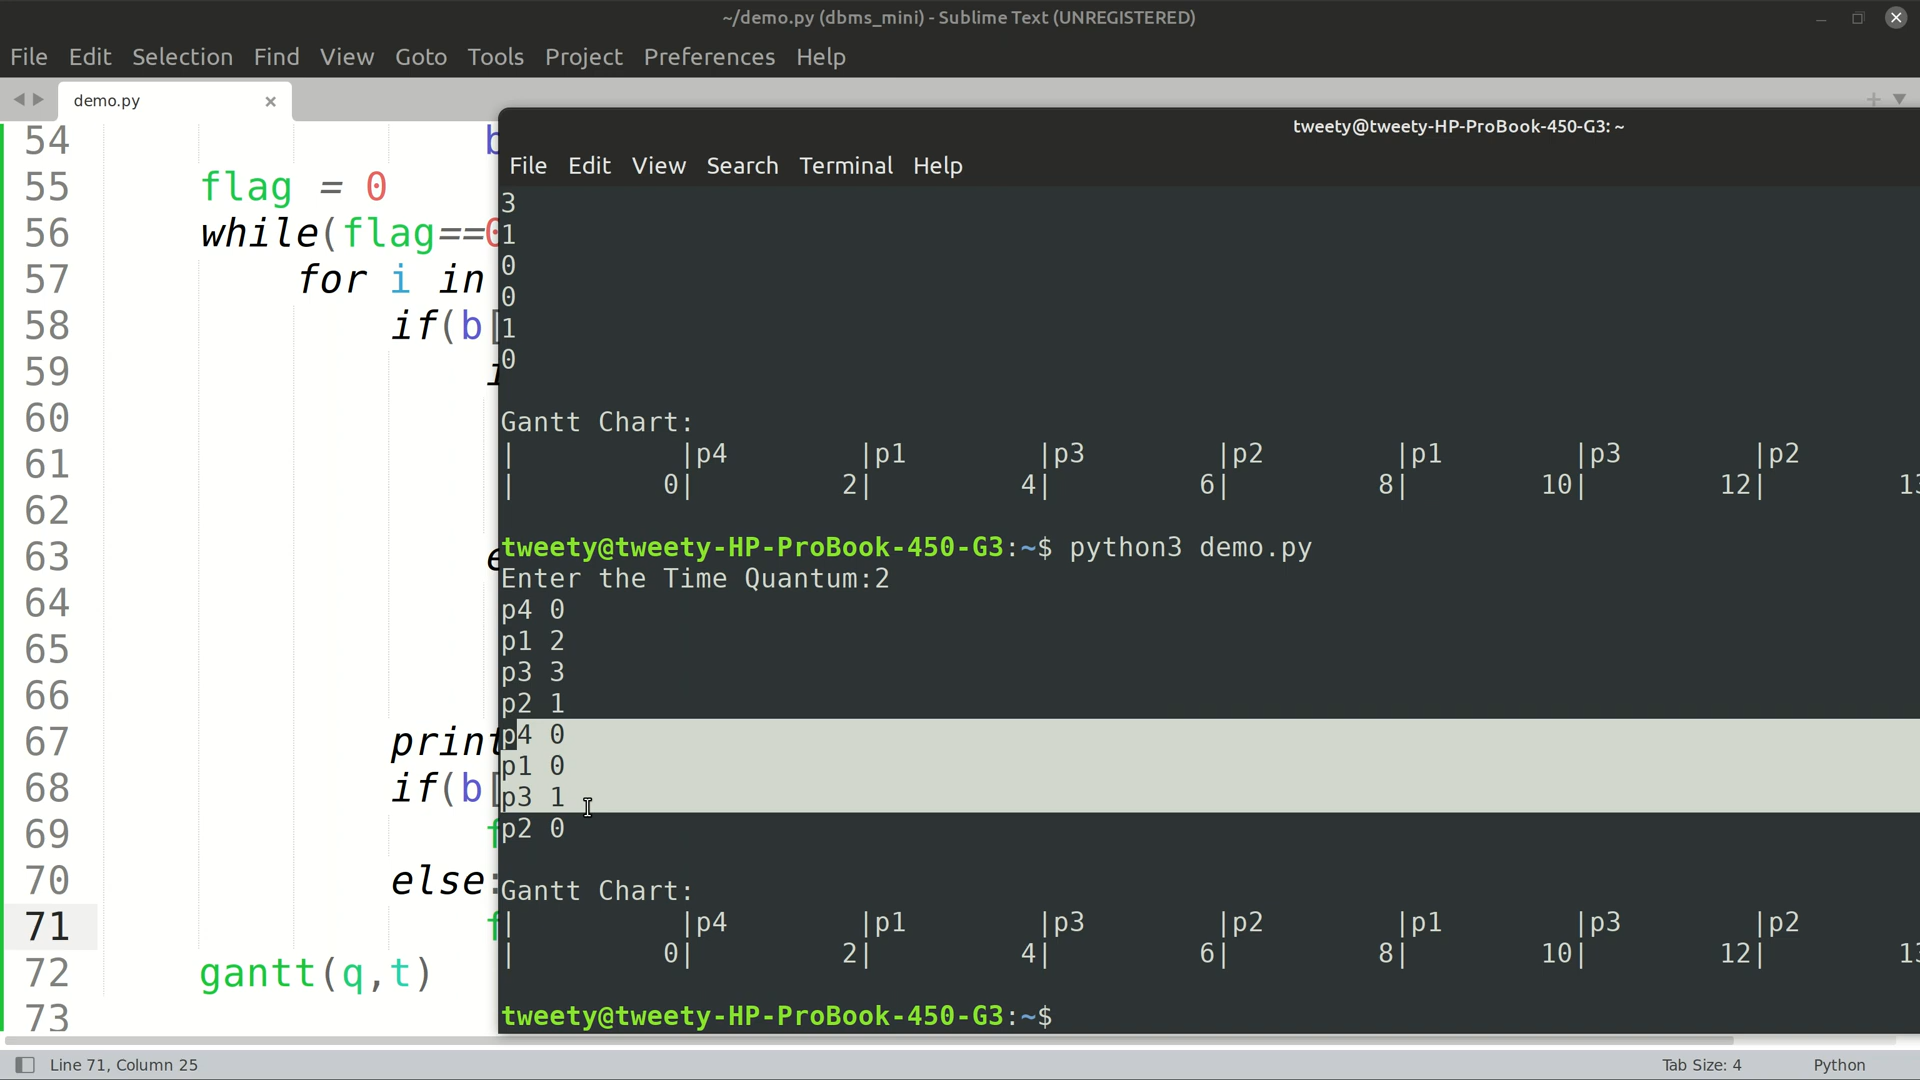 ~/demo.py (dbms_mini) - Sublime Text (UNREGISTERED)
File Edit Selection Find View Goto Tools Project Preferences Help
demo.py
54 b
55 flag = 0
56 while(flag==0
57 for i in
58 if(b[
59 i
60
61
62
63 e
64
65
66
67 print
68 if(b[
69 f
70 else:
71 f
72 gantt(q,t)
73
tweety@tweety-HP-ProBook-450-G3: ~
File Edit View Search Terminal Help
3
1
0
0
1
0
Gantt Chart:
| |p4 |p1 |p3 |p2 |p1 |p3 |p2
| 0| 2| 4| 6| 8| 10| 12| 13
tweety@tweety-HP-ProBook-450-G3:~$ python3 demo.py
Enter the Time Quantum:2
p4 0
p1 2
p3 3
p2 1
p4 0
p1 0
p3 1
p2 0
Gantt Chart:
| |p4 |p1 |p3 |p2 |p1 |p3 |p2
| 0| 2| 4| 6| 8| 10| 12| 13
tweety@tweety-HP-ProBook-450-G3:~$
Line 71, Column 25
Tab Size: 4
Python